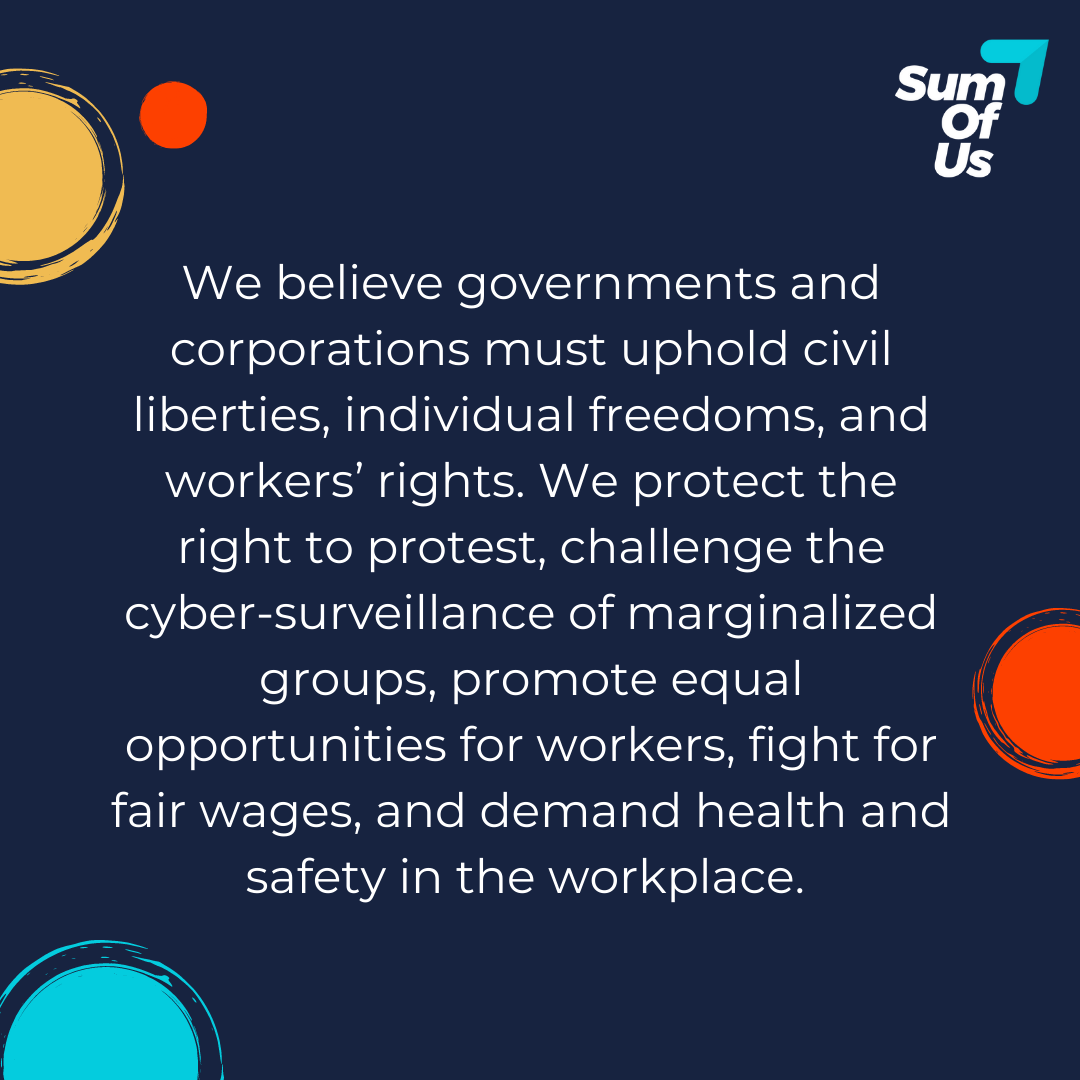 Sum
Of
Us
We believe governments and
corporations must uphold civil
liberties, individual freedoms, and
workers’ rights. We protect the
right to protest, challenge the
cyber-surveillance of marginalized
groups, promote equal
opportunities for workers, fight for
fair wages, and demand health and
safety in the workplace.